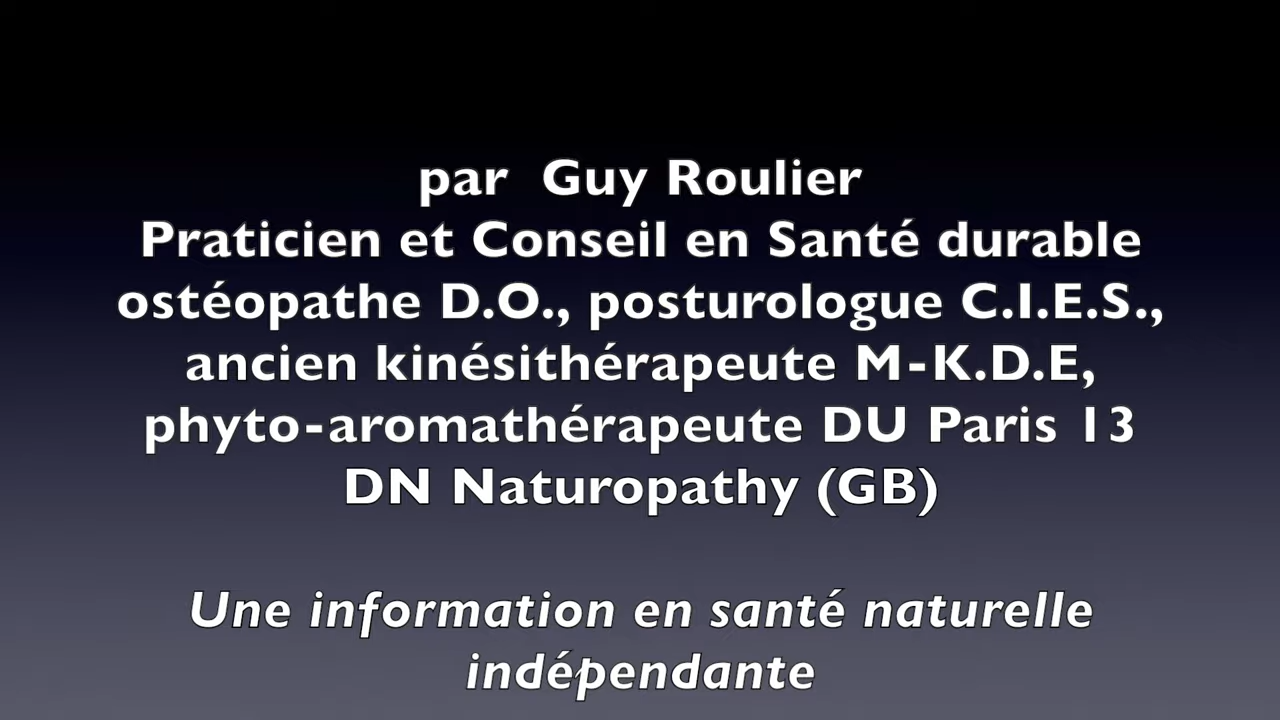 par  Guy Roulier
Praticien et Conseil en Santé durable
ostéopathe D.O., posturologue C.I.E.S.,
ancien kinésithérapeute M-K.D.E,
phyto-aromathérapeute DU Paris 13
DN Naturopathy (GB)
Une information en santé naturelle
indépendante